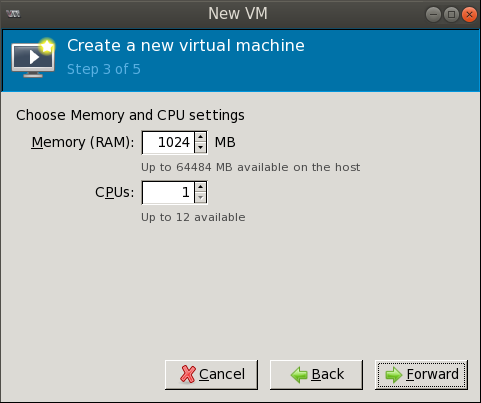 New VM
Create a new virtual machine
Step 3 of 5
Choose Memory and CPU settings
Memory (RAM): 1024 MB
Up to 64484 MB available on the host
CPUs: 1
Up to 12 available
Cancel Back Forward